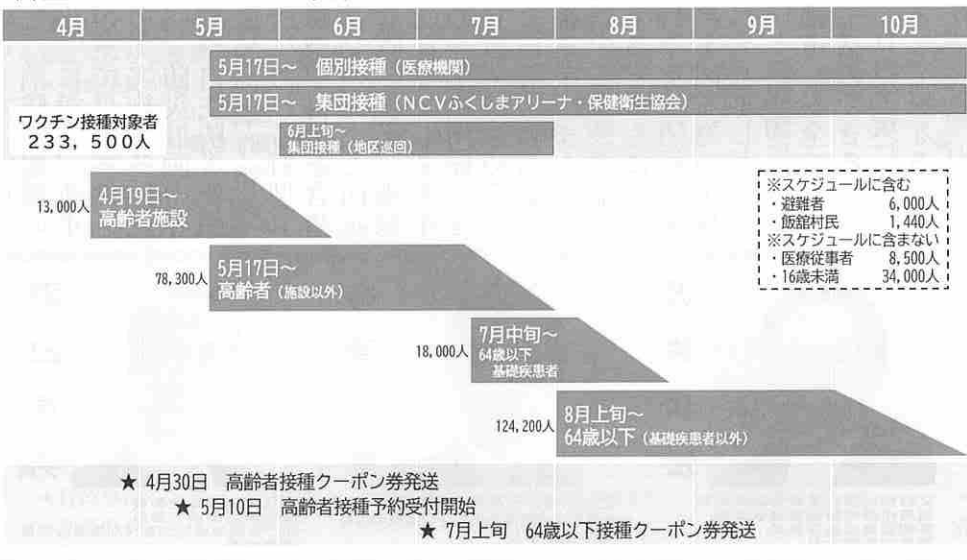 4月 5月 6月 7月 8月 9月 10月
5月17日～ 個別接種（医療機関）
5月17日～ 集団接種（NCVふくしまアリーナ・保健衛生協会）
ワクチン接種対象者
233,500人
6月上旬～
集団接種（地区巡回）
13,000人
4月19日～
高齢者施設
※スケジュールに含む
・避難者 6,000人
・飯舘村民 1,440人
※スケジュールに含まない
・医療従事者 8,500人
・16歳未満 34,000人
78,300人
5月17日～
高齢者（施設以外）
18,000人
7月中旬～
64歳以下
基礎疾患者
124,200人
8月上旬～
64歳以下（基礎疾患者以外）
★ 4月30日 高齢者接種クーポン券発送
★ 5月10日 高齢者接種予約受付開始
★ 7月上旬 64歳以下接種クーポン券発送